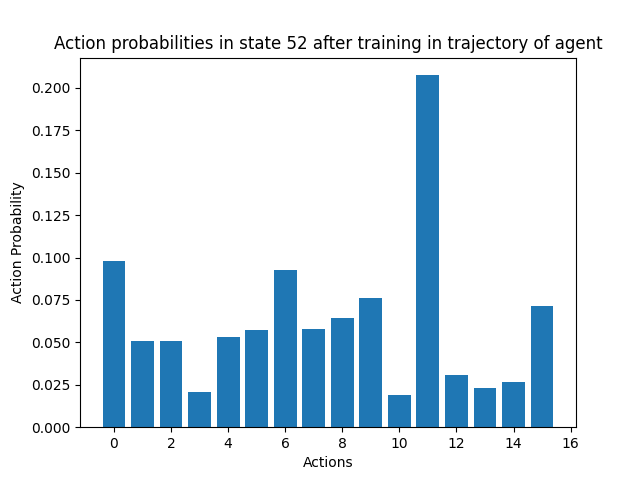 Action probabilities in state 52 after training in trajectory of agent
0.200
0.175
0.150
0.125
0.100
0.075
0.050
0.025
0.000
Action Probability
0 2 4 6 8 10 12 14 16
Actions